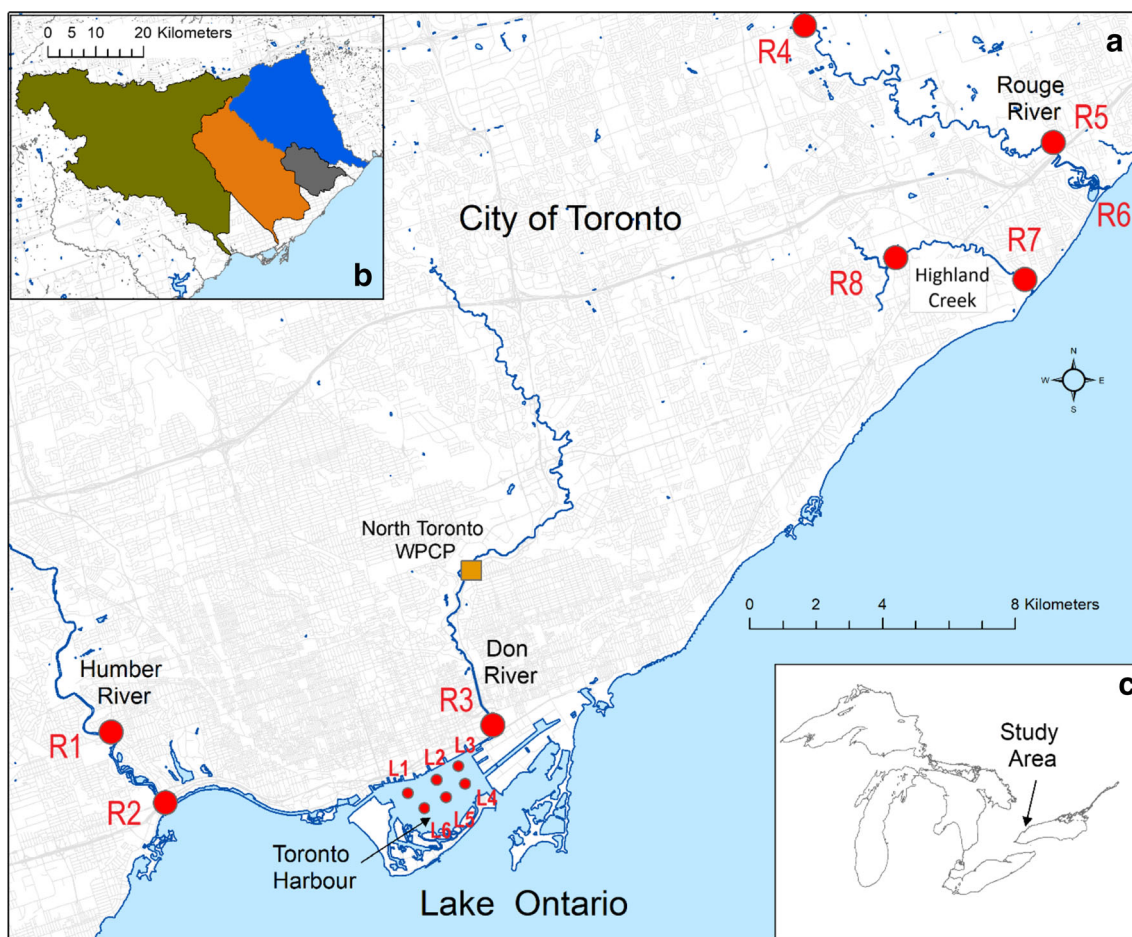 0 5 10 20 Kilometers
b
a
R4
Rouge
River
R5
R6
City of Toronto
R7
R8
Highland
Creek
N
W E
S
North Toronto
WPCP
0 2 4 8 Kilometers
Humber
River
Don
River
R3
R1
L1 L2 L3
L4
L5
L6
R2
Toronto
Harbour
Lake Ontario
c
Study
Area